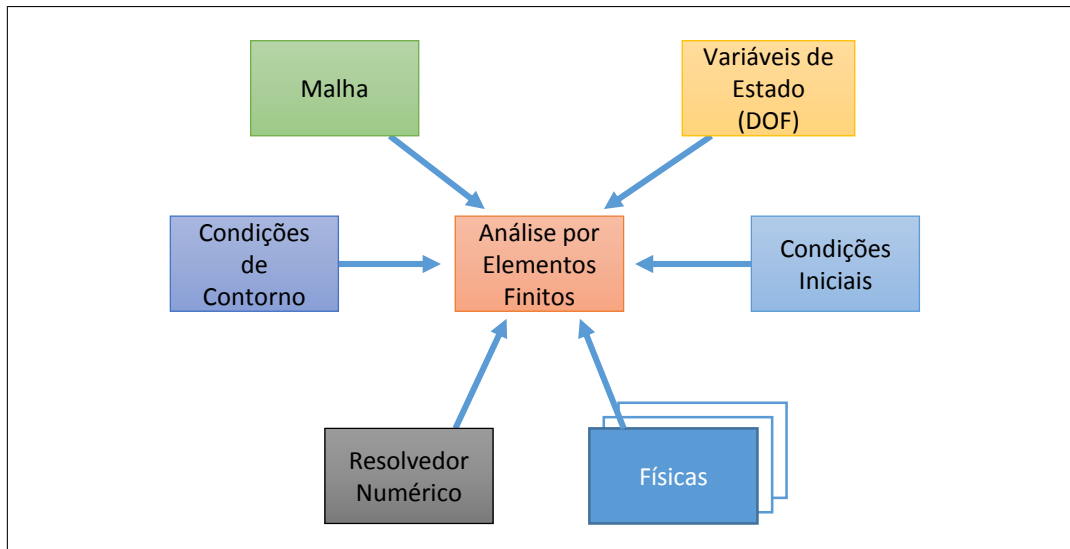 Malha
Variáveis de
Estado
(DOF)
Condições
de
Contorno
Análise por
Elementos
Finitos
Condições
Iniciais
Resolvedor
Numérico
Físicas